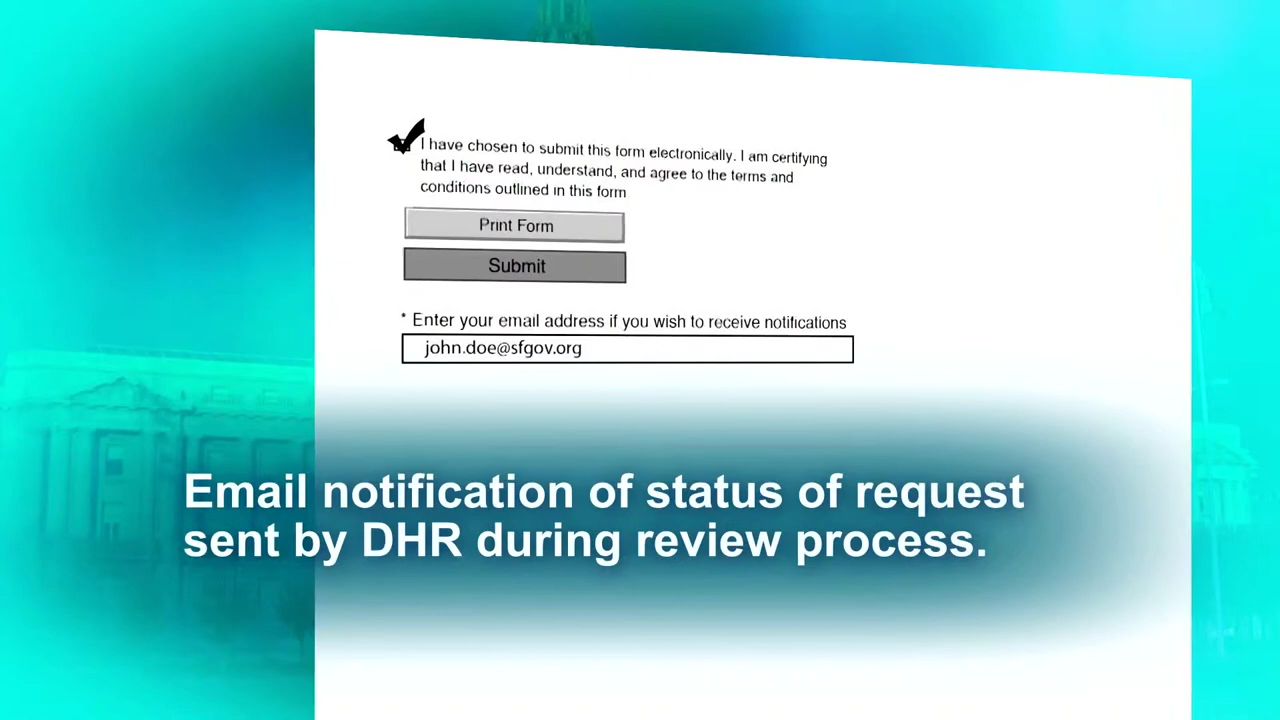 I have chosen to submit this form electronically. I am certifying
that I have read, understand, and agree to the terms and
conditions outlined in this form
Print Form
Submit
* Enter your email address if you wish to receive notifications
john.doe@sfgov.org
Email notification of status of request
sent by DHR during review process.